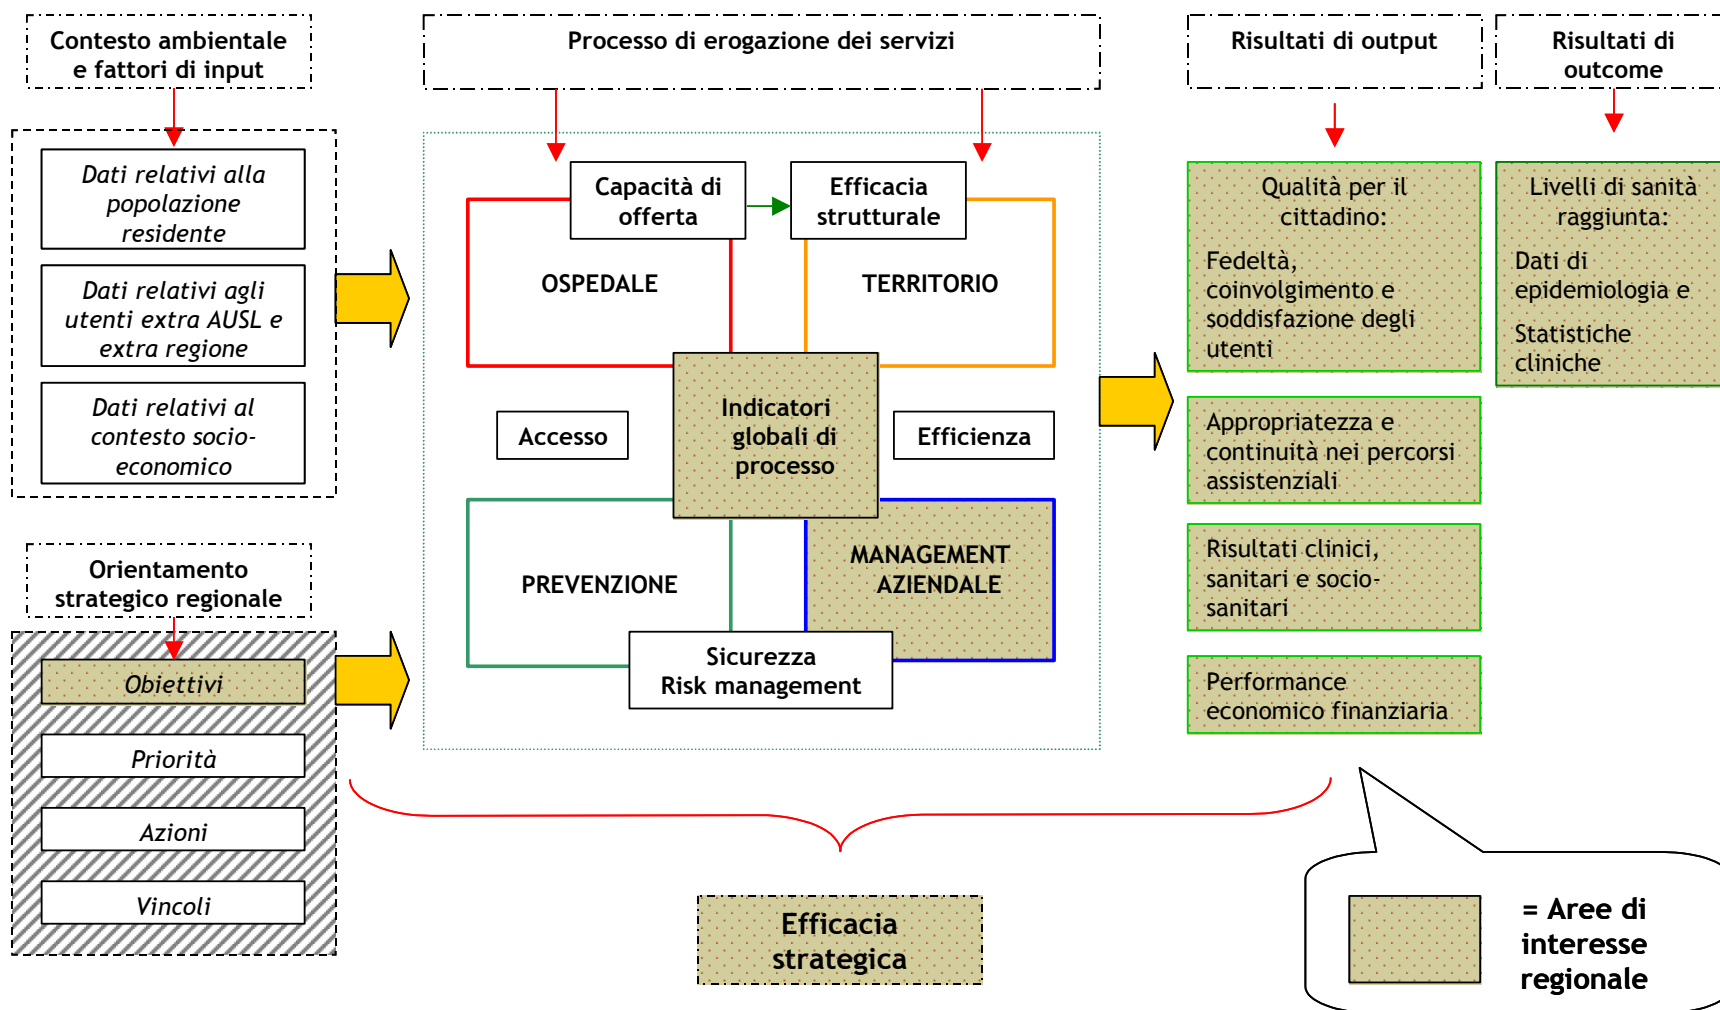 Contesto ambientale
e fattori di input
Processo di erogazione dei servizi
Risultati di output
Risultati di
outcome
Dati relativi alla
popolazione
residente
Dati relativi agli
utenti extra AUSL e
extra regione
Dati relativi al
contesto socio-
economico
Orientamento
strategico regionale
Obiettivi
Priorità
Azioni
Vincoli
Capacità di
offerta
Efficacia
strutturale
OSPEDALE
TERRITORIO
Accesso
Indicatori
globali di
processo
Efficienza
PREVENZIONE
MANAGEMENT
AZIENDALE
Sicurezza
Risk management
Qualità per il
cittadino:
Fedeltà,
coinvolgimento e
soddisfazione degli
utenti
Appropriatezza e
continuità nei percorsi
assistenziali
Risultati clinici,
sanitari e socio-
sanitari
Performance
economico finanziaria
Livelli di sanità
raggiunta:
Dati di
epidemiologia e
Statistiche
cliniche
Efficacia
strategica
= Aree di
interesse
regionale